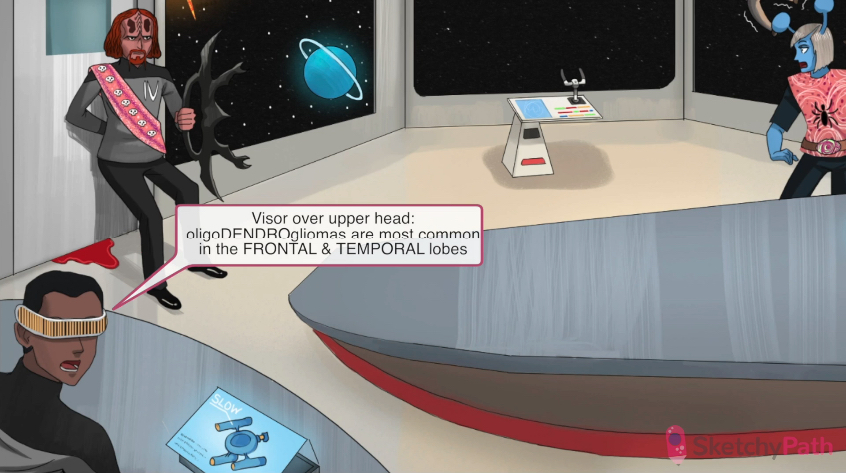 Visor over upper head:
oligoDENDROgliomas are most common
in the FRONTAL & TEMPORAL lobes
SLOW
SketchyPath